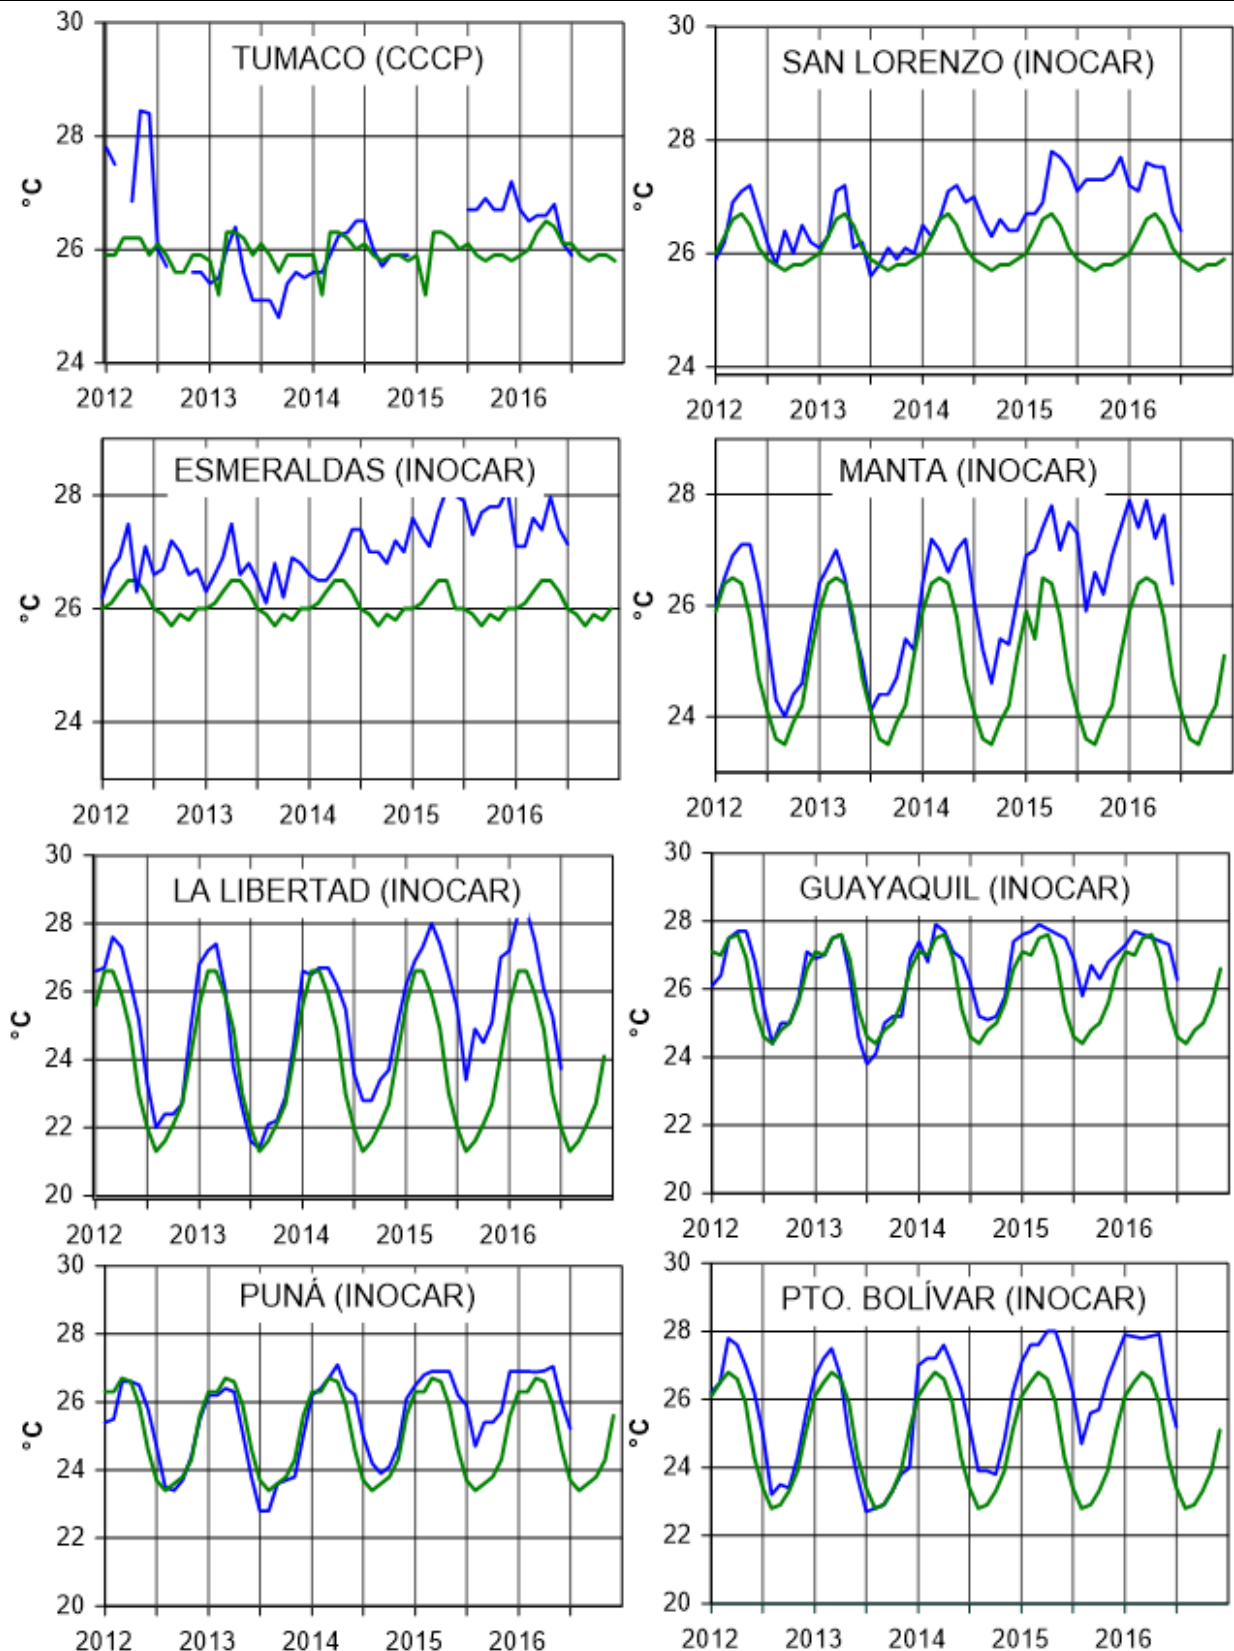 30
TUMACO (CCCP)
28
°C
26
24
2012 2013 2014 2015 2016
30
SAN LORENZO (INOCAR)
28
°C
26
24
2012 2013 2014 2015 2016
ESMERALDAS (INOCAR)
28
°C
26
24
2012 2013 2014 2015 2016
MANTA (INOCAR)
28
°C
26
24
2012 2013 2014 2015 2016
30
LA LIBERTAD (INOCAR)
28
26
°C
24
22
20
2012 2013 2014 2015 2016
30
GUAYAQUIL (INOCAR)
28
26
°C
24
22
20
2012 2013 2014 2015 2016
30
PUNÁ (INOCAR)
28
26
°C
24
22
20
2012 2013 2014 2015 2016
30
PTO. BOLÍVAR (INOCAR)
28
26
°C
24
22
20
2012 2013 2014 2015 2016